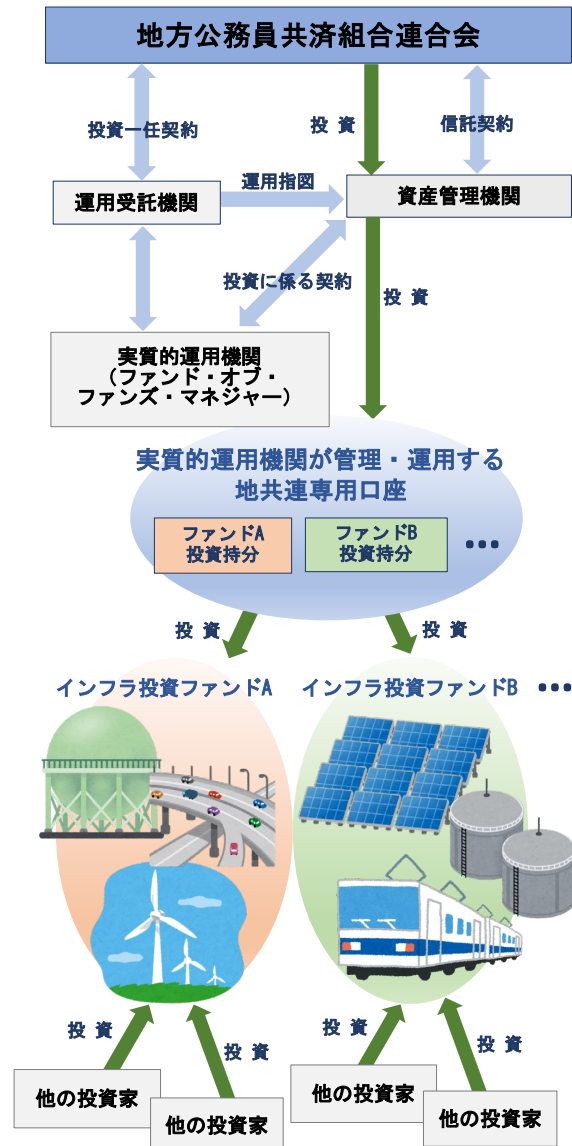 地方公務員共済組合連合会
投資一任契約
投 資
信託契約
運用受託機関
運用指図
資産管理機関
投資に係る契約
投 資
実質的運用機関
（ファンド・オブ・
ファンズ・マネジャー）
実質的運用機関が管理・運用する
地共連専用口座
ファンドA
投資持分
ファンドB
投資持分
•••
投 資
投 資
インフラ投資ファンドA
インフラ投資ファンドB
•••
投 資
投 資
投 資
投 資
他の投資家
他の投資家
他の投資家
他の投資家